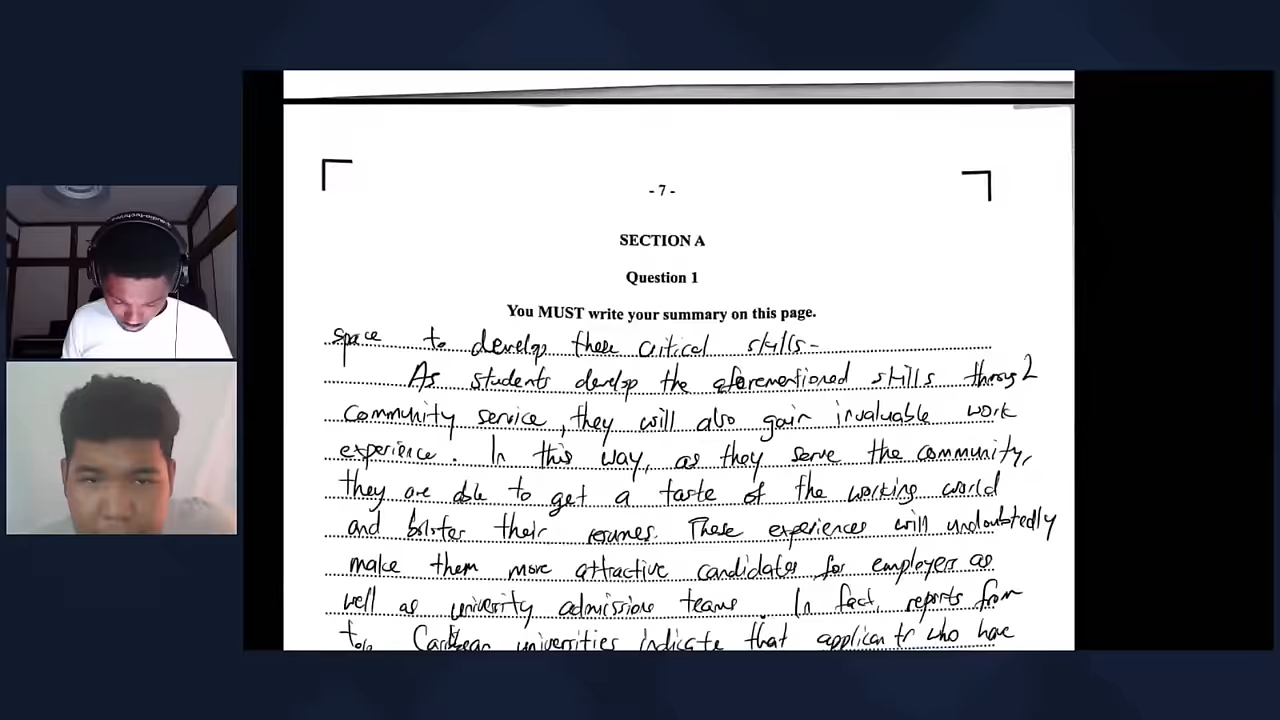 - 7 -
SECTION A
Question 1
You MUST write your summary on this page.
space to develop these critical skills.
As students develop the aforementioned skills through
community service, they will also gain invaluable work
experience. In this way, as they serve the community,
they are able to get a taste of the working world
and bolster their resumes. These experiences will undoubtedly
make them more attractive candidates for employers as
well as university admissions teams. In fact, reports from
top Caribbean universities indicate that applicants who have
audio-technica